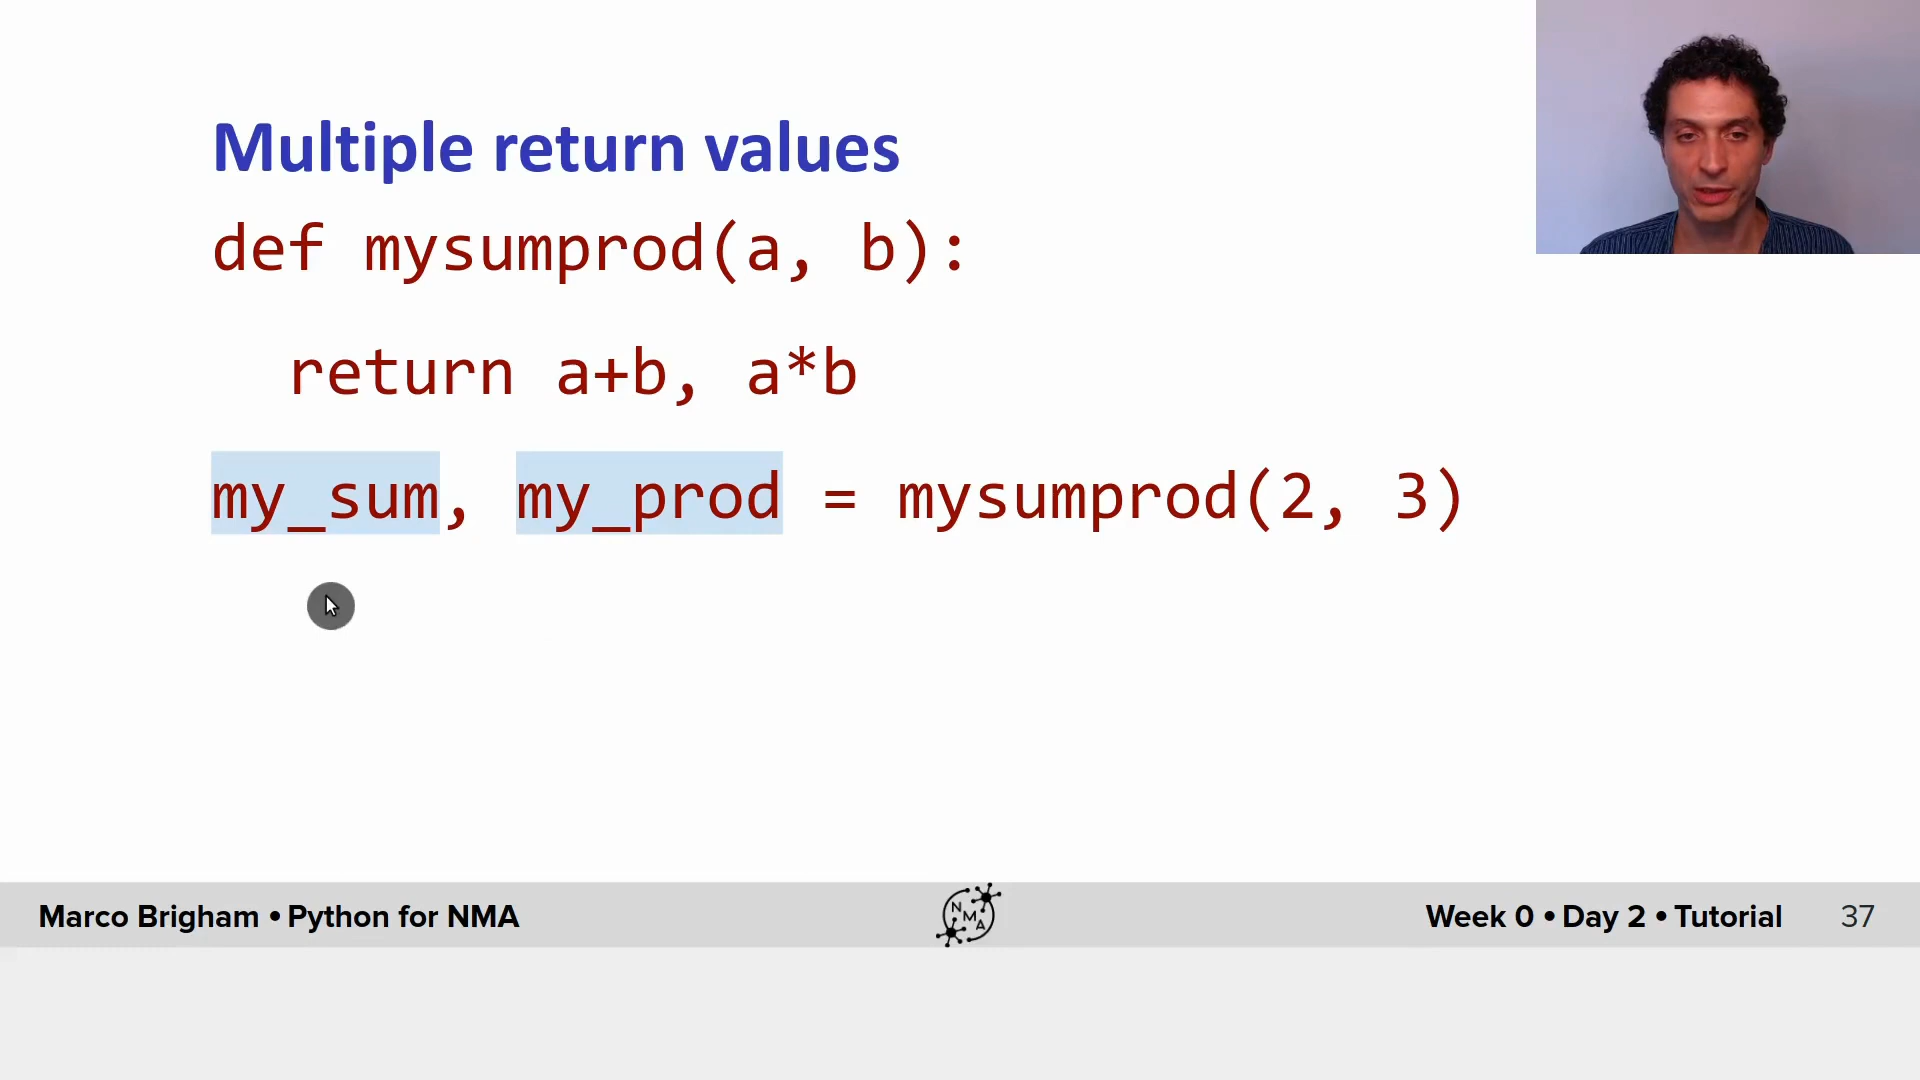 Multiple return values
def mysumprod(a, b):
return a+b, a*b
my_sum, my_prod = mysumprod(2, 3)
Marco Brigham • Python for NMA
NMA
Week 0 • Day 2 • Tutorial 37